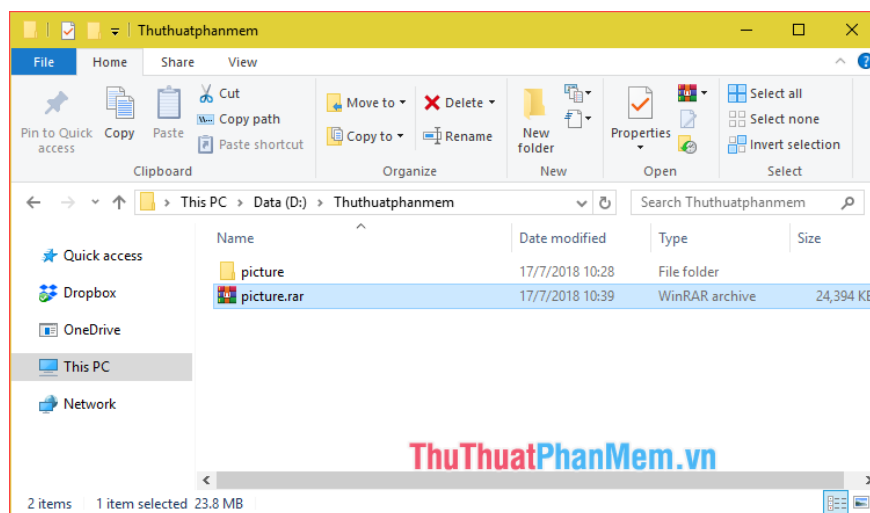 Thuthuatphanmem
File Home Share View
Pin to Quick access
Copy
Paste
Cut
Copy path
Paste shortcut
Clipboard
Move to
Copy to
Delete
Rename
Organize
New folder
New
Properties
Open
Select all
Select none
Invert selection
Select
This PC > Data (D:) > Thuthuatphanmem
Search Thuthuatphanmem
Name Date modified Type Size
picture 17/7/2018 10:28 File folder
picture.rar 17/7/2018 10:39 WinRAR archive 24,394 KB
Quick access
Dropbox
OneDrive
This PC
Network
ThuThuatPhanMem.vn
2 items 1 item selected 23.8 MB